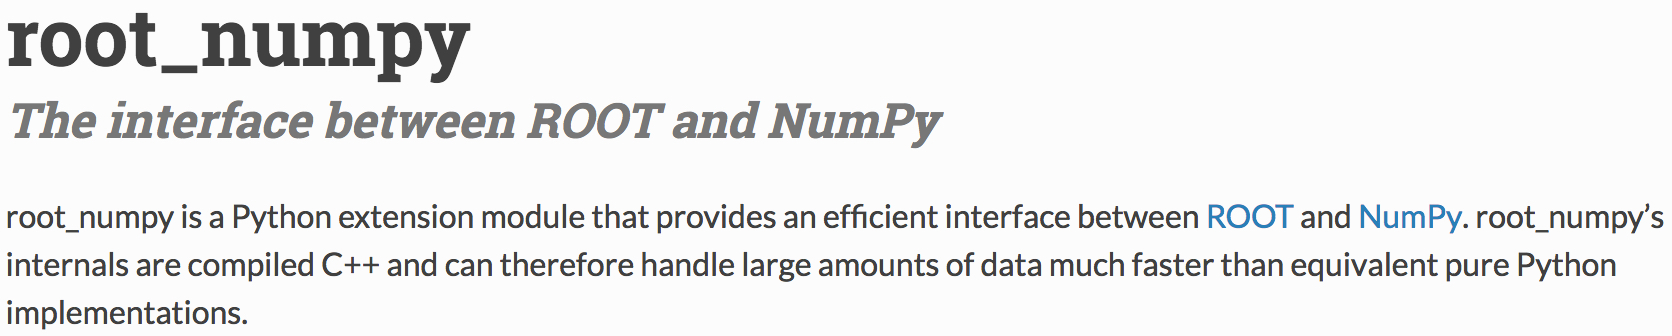 root_numpy
The interface between ROOT and NumPy
root_numpy is a Python extension module that provides an efficient interface between ROOT and NumPy. root_numpy’s
internals are compiled C++ and can therefore handle large amounts of data much faster than equivalent pure Python
implementations.